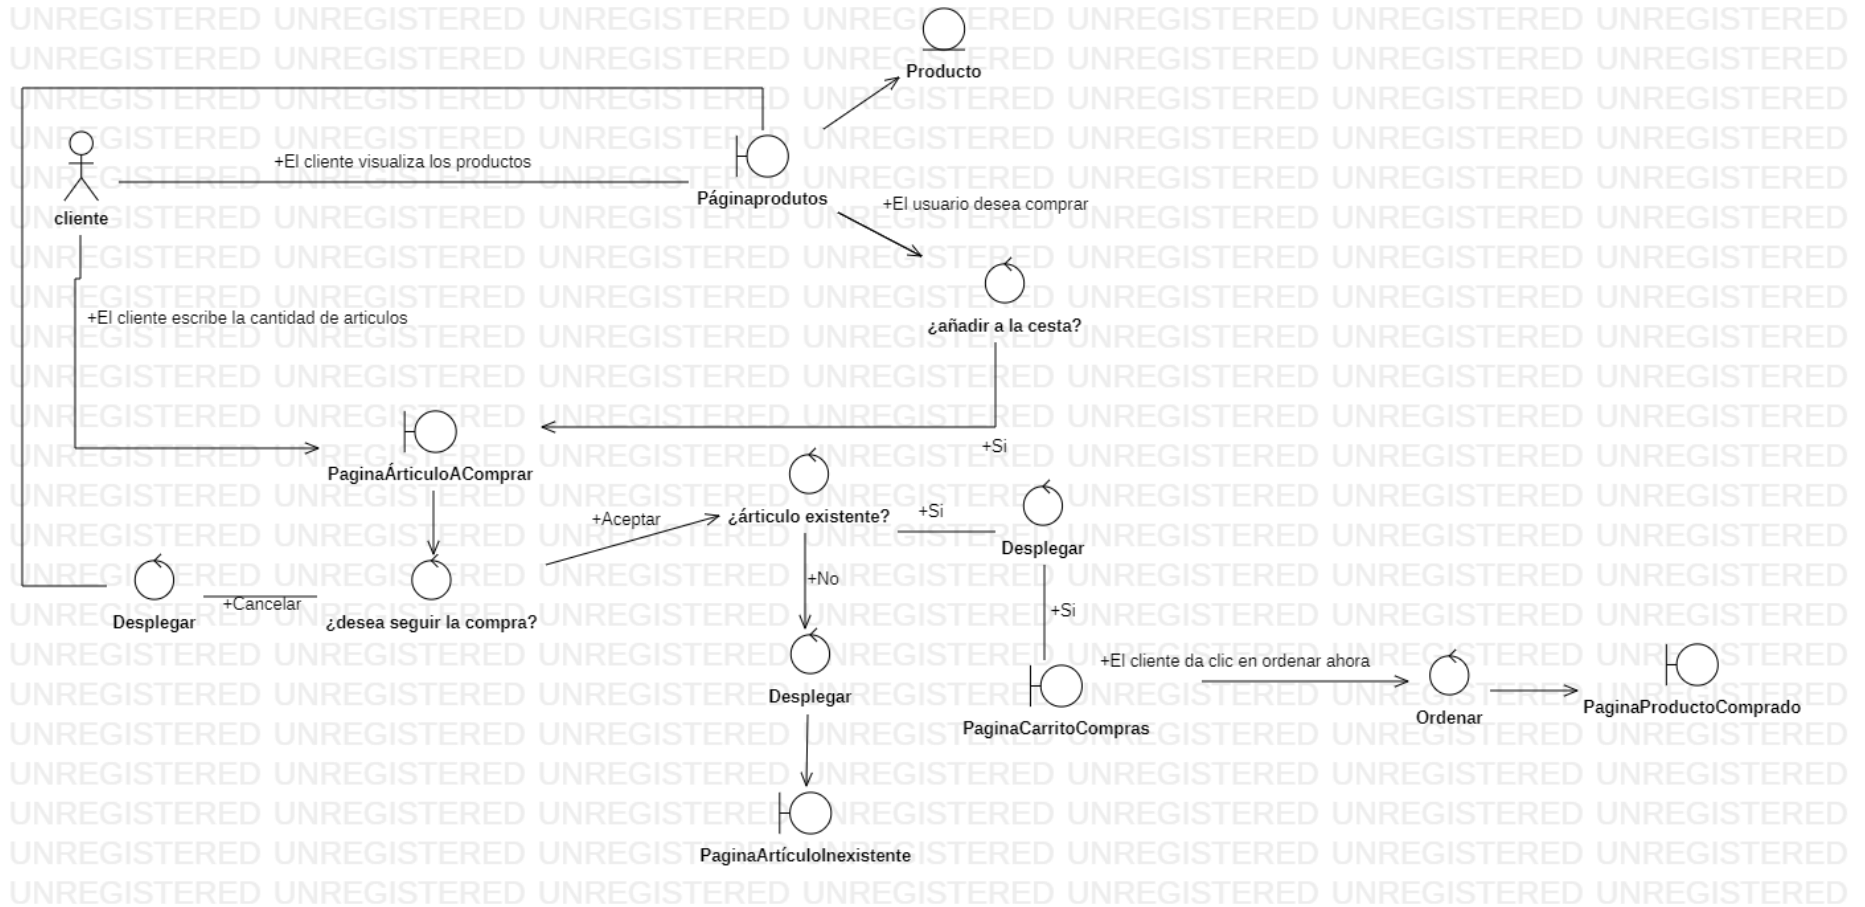 Producto
+El cliente visualiza los productos
Páginaprodutos
+El usuario desea comprar
cliente
¿añadir a la cesta?
+El cliente escribe la cantidad de articulos
+Si
PaginaÁrticuloAComprar
+Aceptar
¿árticulo existente?
+Si
Desplegar
+No
+Si
Desplegar
+Cancelar
¿desea seguir la compra?
Desplegar
+El cliente da clic en ordenar ahora
PaginaCarritoCompras
Ordenar
PaginaProductoComprado
PaginaArtículoInexistente
UNREGISTERED UNREGISTERED UNREGISTERED UNREGISTERED UNREGISTERED UNREGISTERED UNREGISTERED